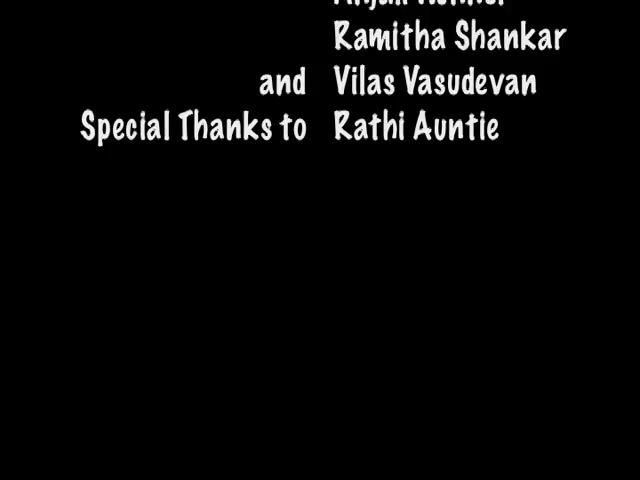 Ramitha Shankar
and Vilas Vasudevan
Special Thanks to Rathi Auntie